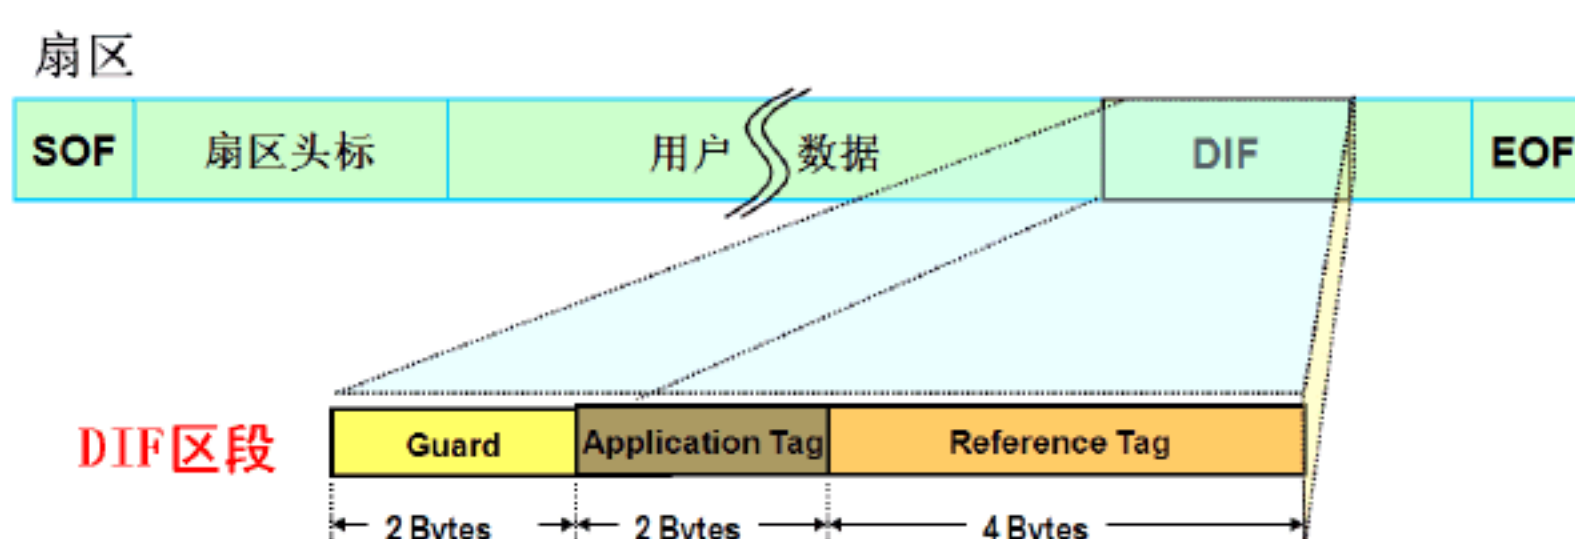 扇区
SOF 扇区头标 用户 数据 DIF EOF
DIF区段 Guard Application Tag Reference Tag
2 Bytes 2 Bytes 4 Bytes